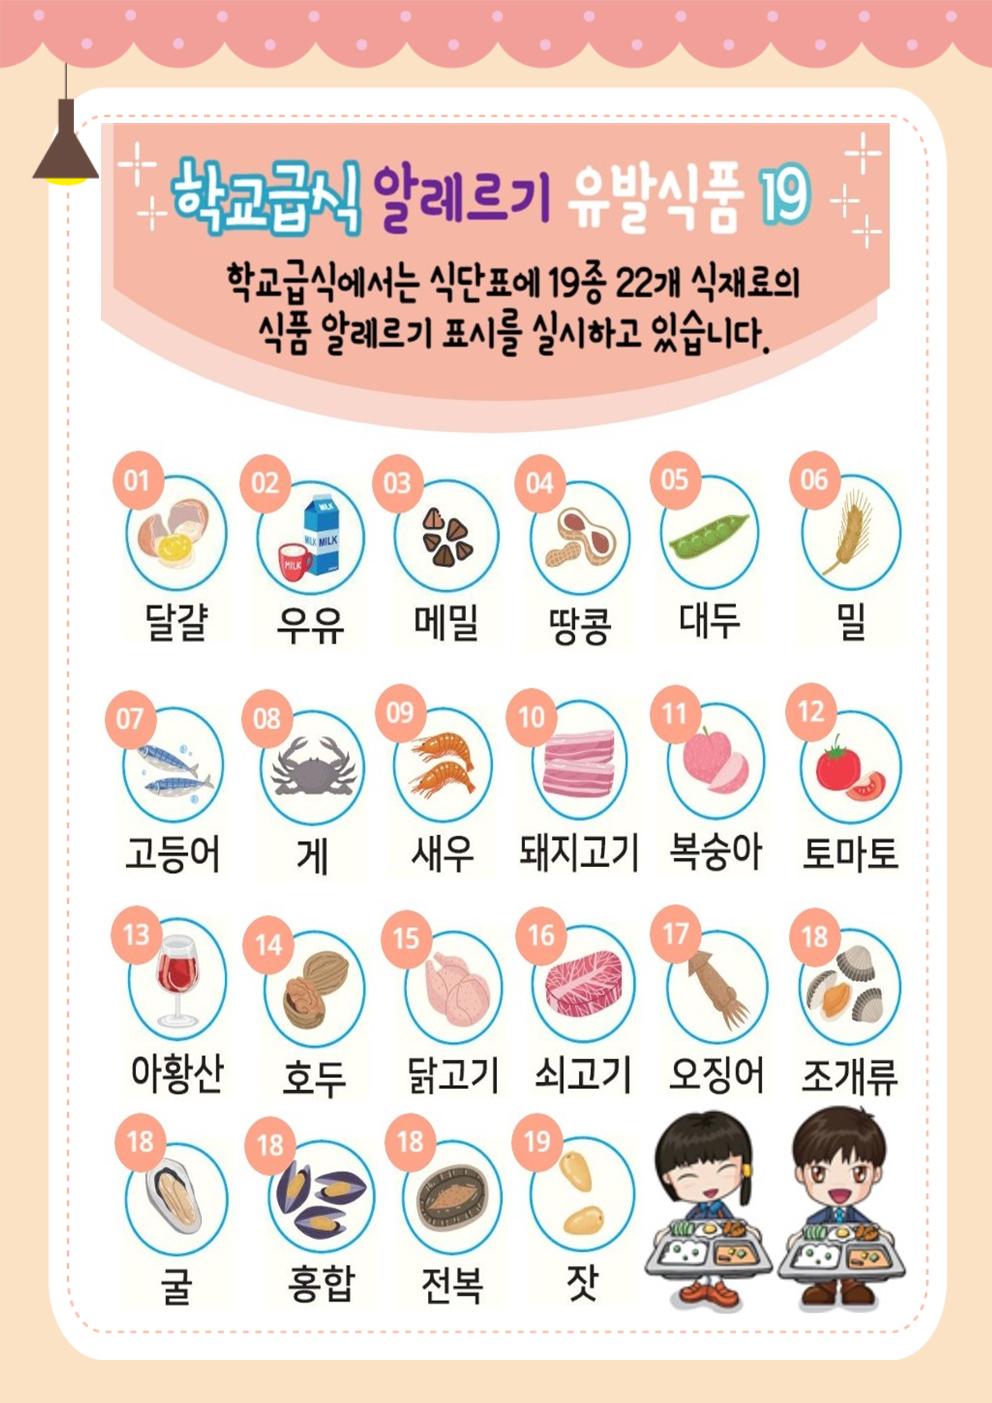 학교급식 알레르기 유발식품 19
학교급식에서는 식단표에 19종 22개 식재료의
식품 알레르기 표시를 실시하고 있습니다.
01 02 03 04 05 06
MILK
MILK MILK
MILK
달걀 우유 메밀 땅콩 대두 밀
07 08 09 10 11 12
고등어 게 새우 돼지고기 복숭아 토마토
13 14 15 16 17 18
아황산 호두 닭고기 쇠고기 오징어 조개류
18 18 18 19
굴 홍합 전복 잣